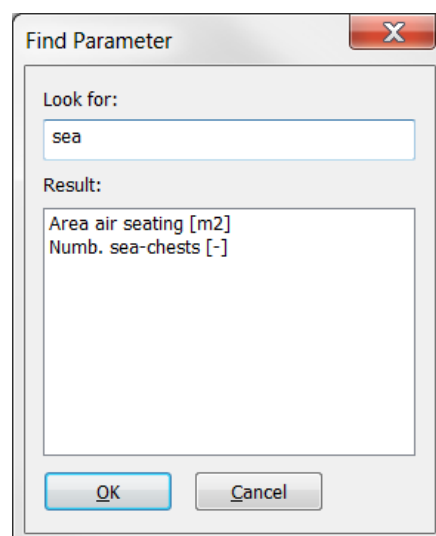 Find Parameter
Look for:
sea
Result:
Area air seating [m2]
Numb. sea-chests [-]
OK
Cancel